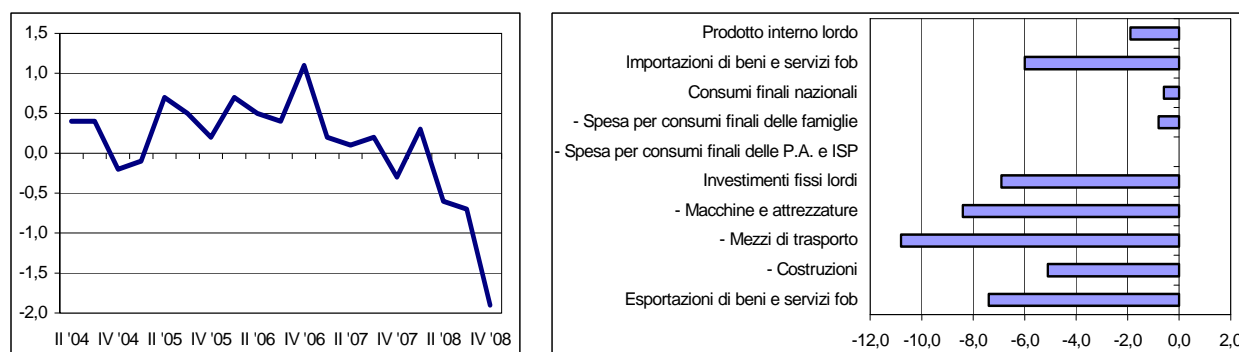 1,5
1,0
0,5
0,0
-0,5
-1,0
-1,5
-2,0
II '04 IV '04 II '05 IV '05 II '06 IV '06 II '07 IV '07 II '08 IV '08
Prodotto interno lordo
Importazioni di beni e servizi fob
Consumi finali nazionali
- Spesa per consumi finali delle famiglie
- Spesa per consumi finali delle P.A. e ISP
Investimenti fissi lordi
- Macchine e attrezzature
- Mezzi di trasporto
- Costruzioni
Esportazioni di beni e servizi fob
-12,0 -10,0 -8,0 -6,0 -4,0 -2,0 0,0 2,0